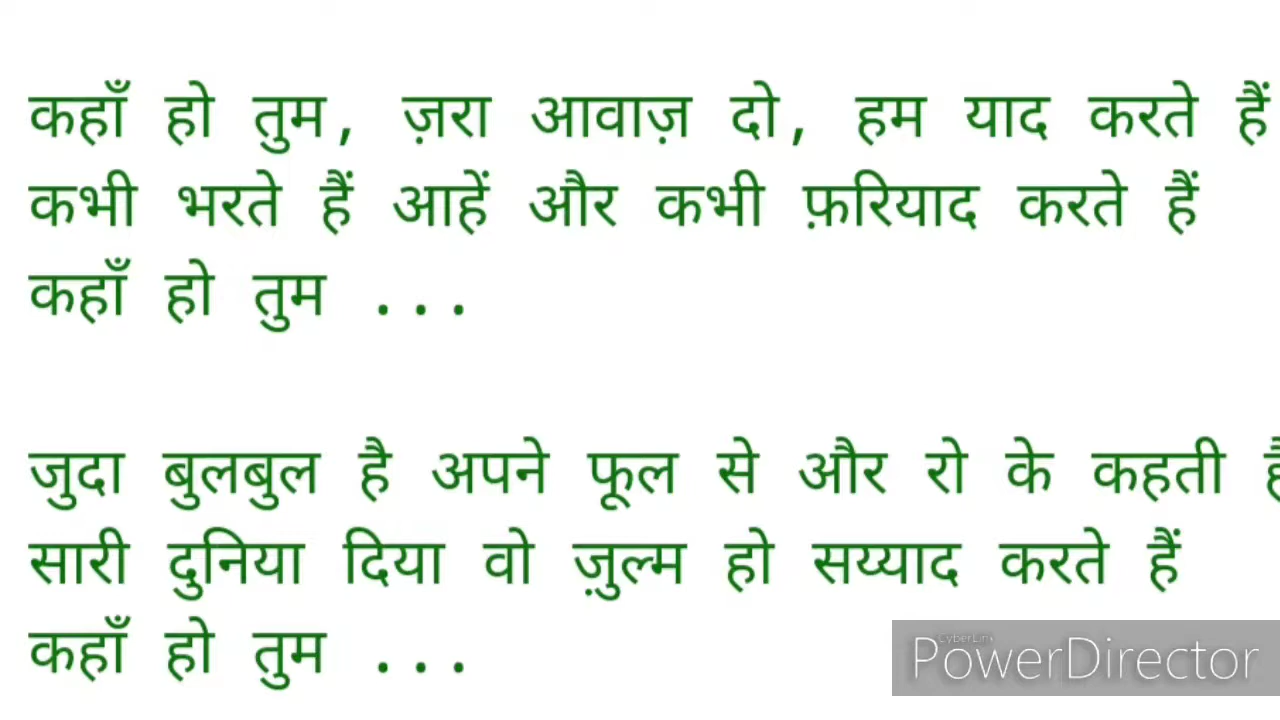 कहाँ हो तुम, ज़रा आवाज़ दो, हम याद करते हैं
कभी भरते हैं आहें और कभी फ़रियाद करते हैं
कहाँ हो तुम ...
जुदा बुलबुल है अपने फूल से और रो के कहती है
सारी दुनिया दिया वो ज़ुल्म हो सय्याद करते हैं
कहाँ हो तुम ...
CyberLink
PowerDirector